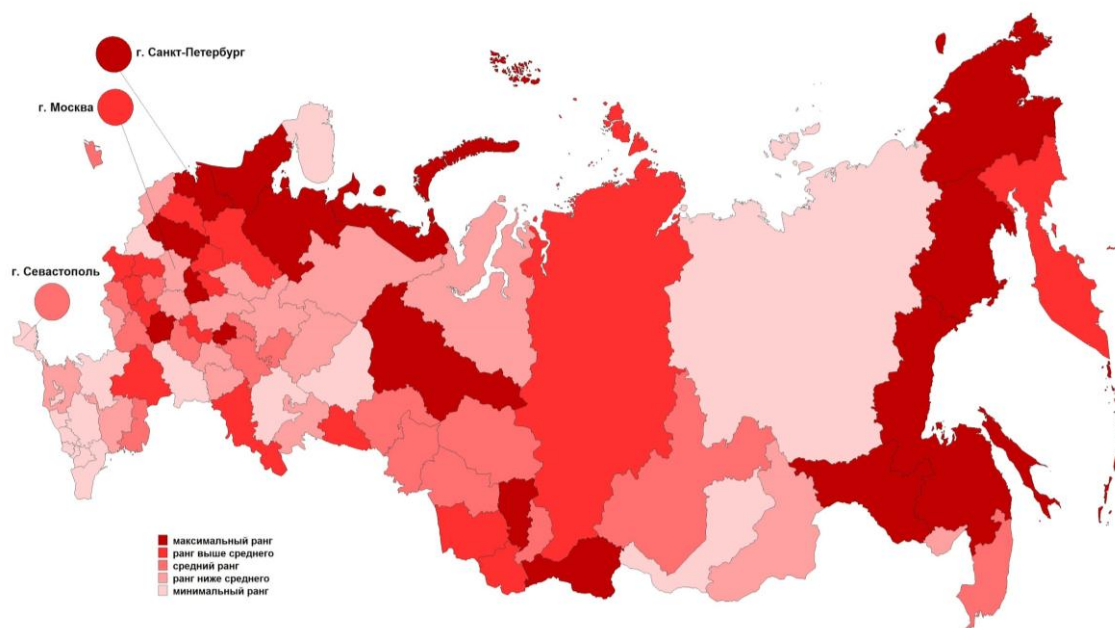 г. Санкт-Петербург
г. Москва
г. Севастополь
максимальный ранг
ранг выше среднего
средний ранг
ранг ниже среднего
минимальный ранг